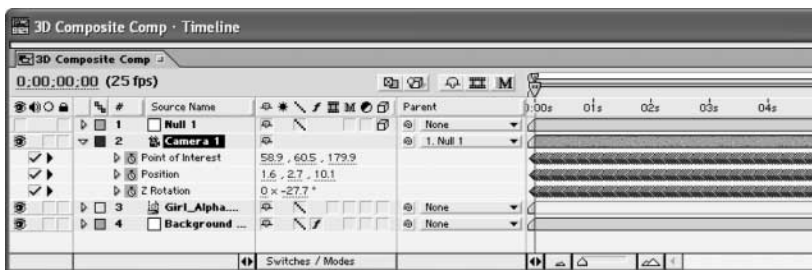 3D Composite Comp · Timeline
3D Composite Comp
0;00;00;00 (25 fps)
M
# Source Name M Parent 0:00s 01s 02s 03s 04s
1 Null 1 None
2 Camera 1 1. Null 1
Point of Interest 58.9 , 60.5 , 179.9
Position 1.6 , 2.7 , 10.1
Z Rotation 0 x -27.7 °
3 Girl_Alpha.... None
4 Background ... None
Switches / Modes